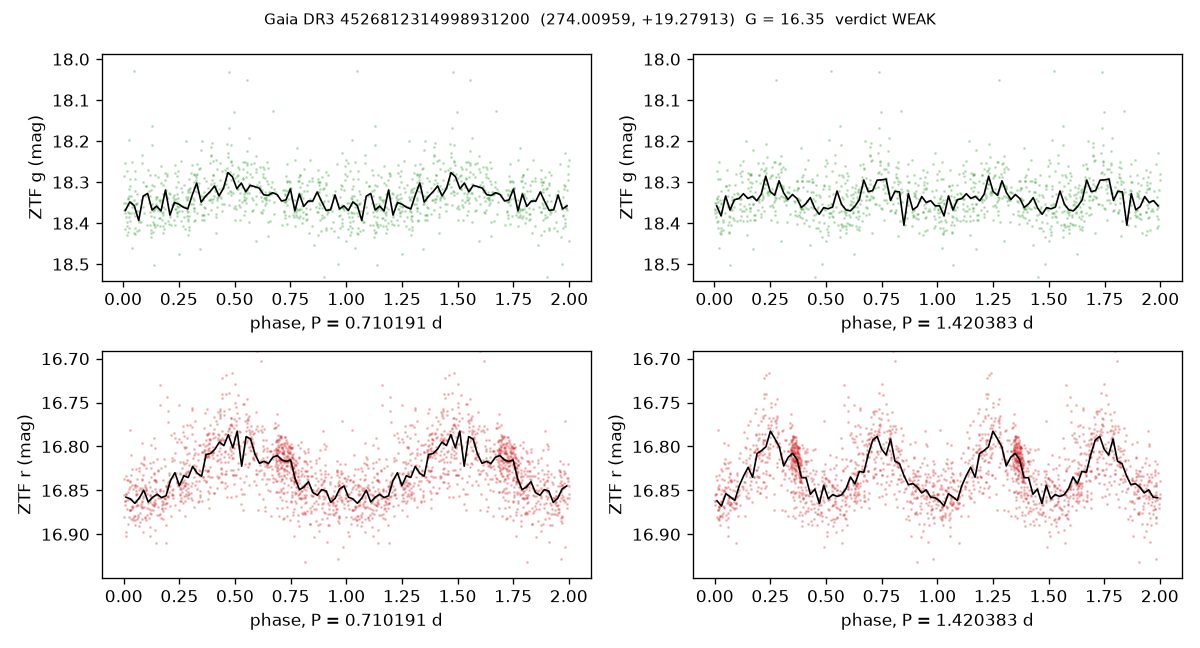 Gaia DR3 4526812314998931200  (274.00959, +19.27913)  G = 16.35  verdict WEAK
ZTF g (mag)
18.0
18.1
18.2
18.3
18.4
18.5
0.00 0.25 0.50 0.75 1.00 1.25 1.50 1.75 2.00
phase, P = 0.710191 d
ZTF g (mag)
18.0
18.1
18.2
18.3
18.4
18.5
0.00 0.25 0.50 0.75 1.00 1.25 1.50 1.75 2.00
phase, P = 1.420383 d
ZTF r (mag)
16.70
16.75
16.80
16.85
16.90
0.00 0.25 0.50 0.75 1.00 1.25 1.50 1.75 2.00
phase, P = 0.710191 d
ZTF r (mag)
16.70
16.75
16.80
16.85
16.90
0.00 0.25 0.50 0.75 1.00 1.25 1.50 1.75 2.00
phase, P = 1.420383 d